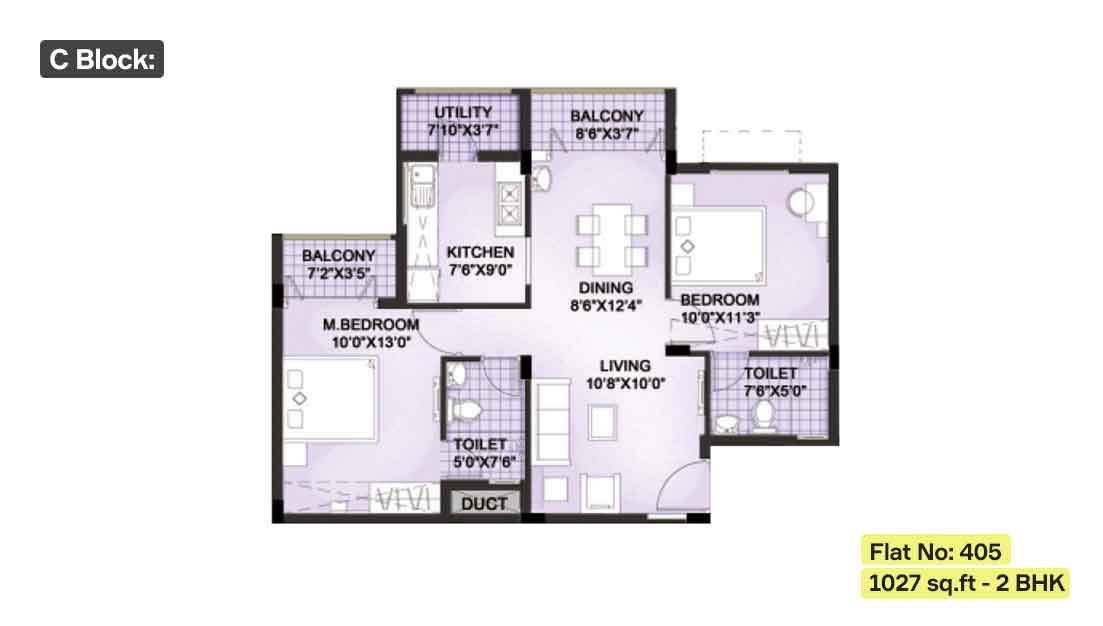 C Block:
UTILITY
7'10"X3'7"
BALCONY
8'6"X3'7"
BALCONY
7'2"X3'5"
KITCHEN
7'6"X9'0"
DINING
8'6"X12'4"
BEDROOM
10'0"X11'3"
M.BEDROOM
10'0"X13'0"
LIVING
10'8"X10'0"
TOILET
7'6"X5'0"
TOILET
5'0"X7'6"
DUCT
Flat No: 405
1027 sq.ft - 2 BHK